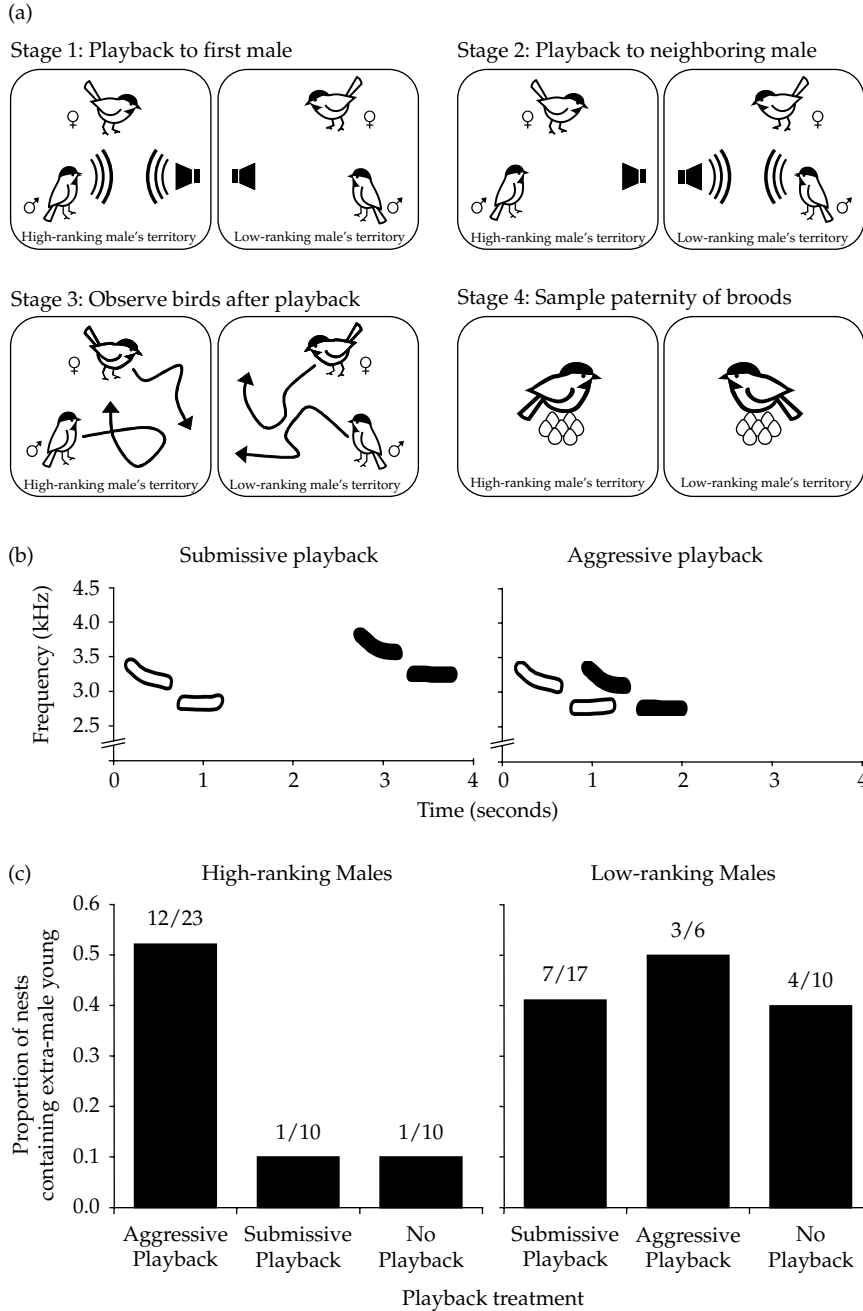 (a)
Stage 1: Playback to first male
Stage 2: Playback to neighboring male
♀
♀
♀
♀
♂
♂
♂
♂
High-ranking male's territory
Low-ranking male's territory
High-ranking male's territory
Low-ranking male's territory
Stage 3: Observe birds after playback
Stage 4: Sample paternity of broods
♀
♀
♂
♂
High-ranking male's territory
Low-ranking male's territory
High-ranking male's territory
Low-ranking male's territory
(b)
Submissive playback
Aggressive playback
Frequency (kHz)
4.5
4.0
3.5
3.0
2.5
0 1 2 3 4
0 1 2 3 4
Time (seconds)
(c)
High-ranking Males
Low-ranking Males
Proportion of nests
containing extra-male young
0.6
0.5
0.4
0.3
0.2
0.1
0.0
12/23
1/10
1/10
7/17
3/6
4/10
Aggressive
Playback
Submissive
Playback
No
Playback
Submissive
Playback
Aggressive
Playback
No
Playback
Playback treatment